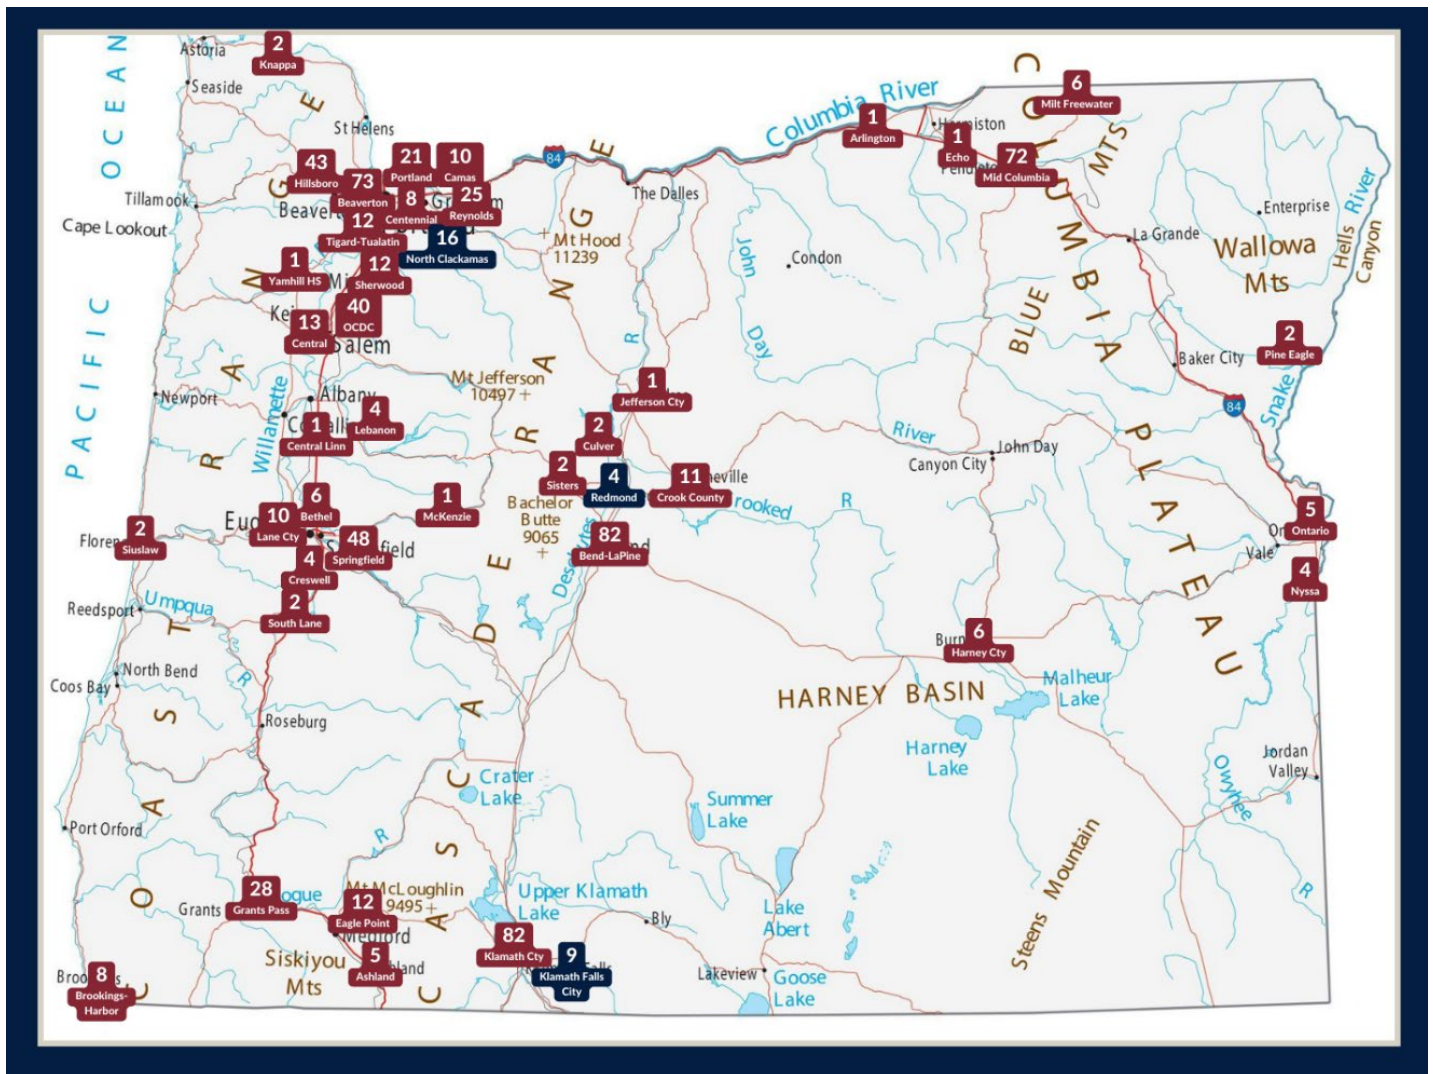 PACIFIC OCEAN
Astoria
2
Knappa
Seaside
St Helens
Columbia River
84
6
Milt Freewater
1
Arlington
1
Echo
72
Mid Columbia
43
Hillsboro
73
Beaverton
21
Portland
10
Camas
8
Centennial
25
Reynolds
12
Tigard-Tualatin
16
North Clackamas
Tillamook
Cape Lookout
The Dalles
Mt Hood
11239
John
Day
Condon
La Grande
Enterprise
Wallowa
Mts
Hells
Canyon
River
1
Yamhill HS
12
Sherwood
40
OCDC
13
Central
BLUE
MTS
COLUMBIA PLATEAU
2
Pine Eagle
Baker City
84
Snake
Mt Jefferson
10497
R
1
Jefferson Cty
Newport
Willamette
Albany
4
Lebanon
1
Central Linn
2
Culver
2
Sisters
4
Redmond
11
Crook County
River
John Day
Canyon City
R
Bachelor
Butte
9065
82
Bend-LaPine
6
Bethel
10
Lane Cty
1
McKenzie
48
Springfield
4
Creswell
2
South Lane
2
Siuslaw
5
Ontario
Vale
4
Nyssa
Reedsport
Umpqua
R
6
Harney Cty
HARNEY BASIN
Malheur
Lake
Harney
Lake
North Bend
Coos Bay
Roseburg
COAST RANGE
CASCADE RANGE
Crater
Lake
Summer
Lake
Jordan
Valley
Owyhee
Port Orford
R
Steens Mountain
R
28
Grants Pass
Grants
12
Eagle Point
Mt McLoughlin
9495
Upper Klamath
Lake
Bly
Lake
Abert
82
Klamath Cty
9
Klamath Falls
City
Siskiyou
Mts
5
Ashland
Lakeview
Goose
Lake
8
Brookings-
Harbor